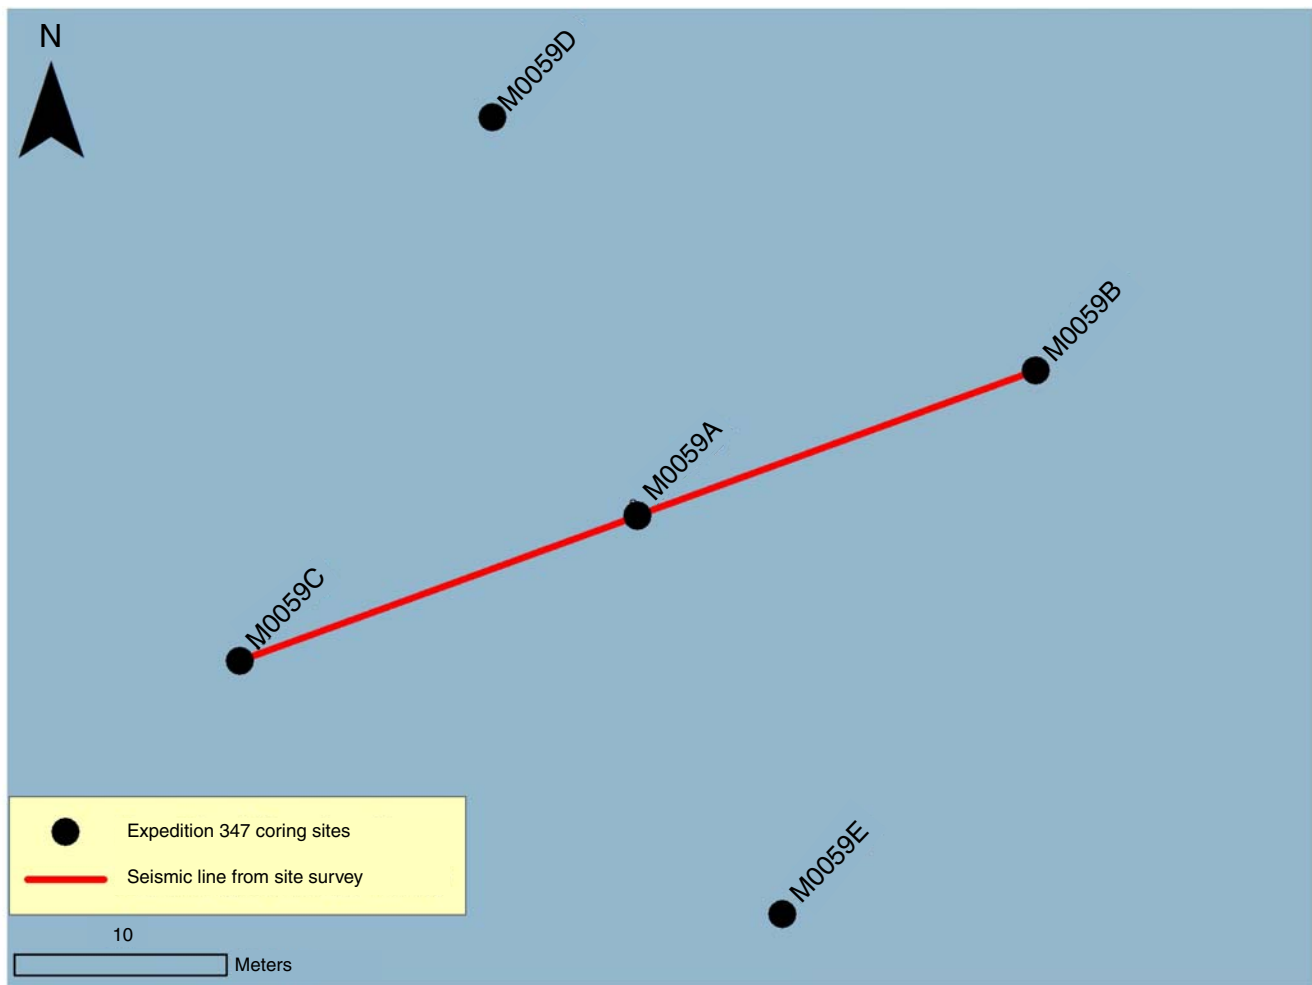 N
M0059D
M0059B
M0059A
M0059C
Expedition 347 coring sites
Seismic line from site survey
M0059E
10
Meters